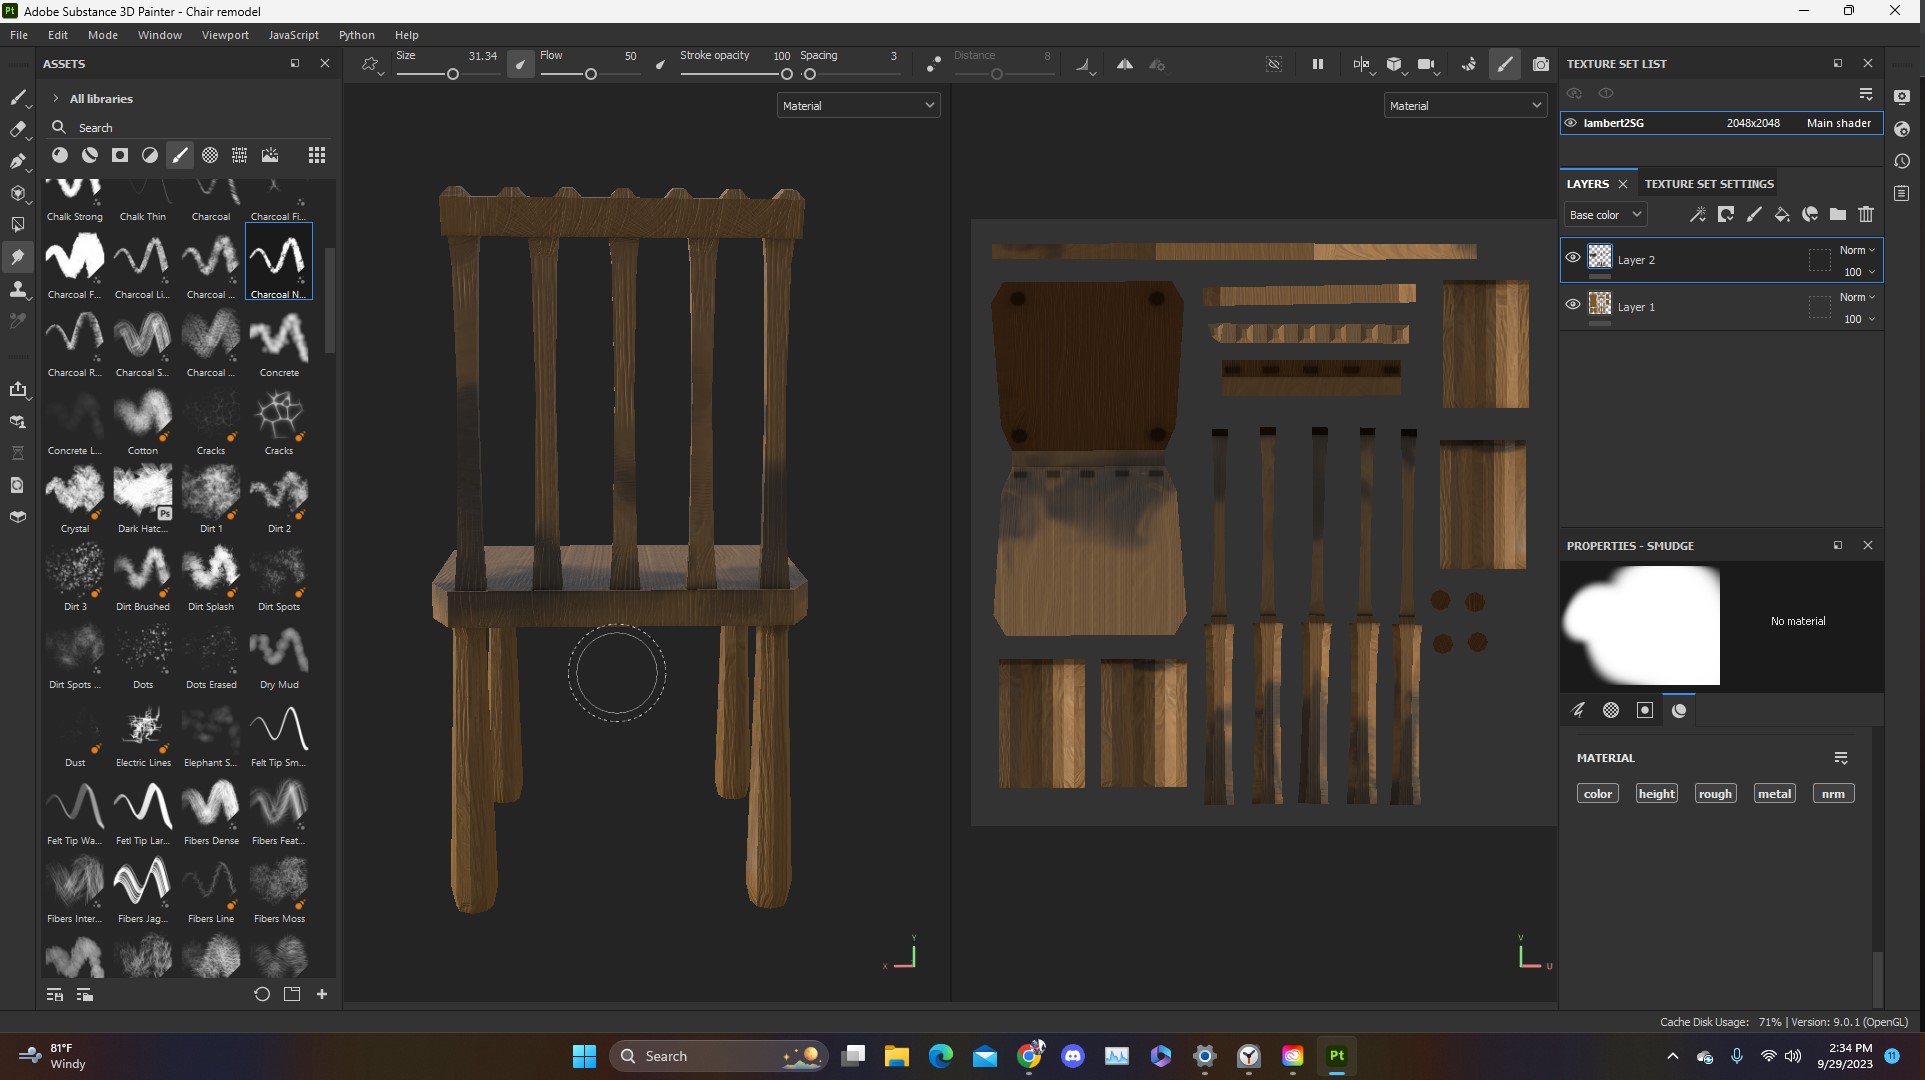 Pt Adobe Substance 3D Painter - Chair remodel
File Edit Mode Window Viewport JavaScript Python Help
ASSETS
Size 31.34 Flow 50 Stroke opacity 100 Spacing 3 Distance 8
All libraries
Search
Chalk Strong Chalk Thin Charcoal Charcoal Fi...
Charcoal F... Charcoal Li... Charcoal ... Charcoal N...
Charcoal R... Charcoal S... Charcoal ... Concrete
Concrete L... Cotton Cracks Cracks
Ps
Crystal Dark Hatc... Dirt 1 Dirt 2
Dirt 3 Dirt Brushed Dirt Splash Dirt Spots
Dirt Spots ... Dots Dots Erased Dry Mud
Dust Electric Lines Elephant S... Felt Tip Sm...
Felt Tip Wa... Fetl Tip Lar... Fibers Dense Fibers Feat...
Fibers Inter... Fibers Jag... Fibers Line Fibers Moss
Material
Y
X
Material
V
U
TEXTURE SET LIST
lambert2SG 2048x2048 Main shader
LAYERS TEXTURE SET SETTINGS
Base color
Layer 2 Norm
100
Layer 1 Norm
100
PROPERTIES - SMUDGE
No material
MATERIAL
color height rough metal nrm
Cache Disk Usage: 71% | Version: 9.0.1 (OpenGL)
81°F
Windy
Search
Pt
2:34 PM
9/29/2023
11